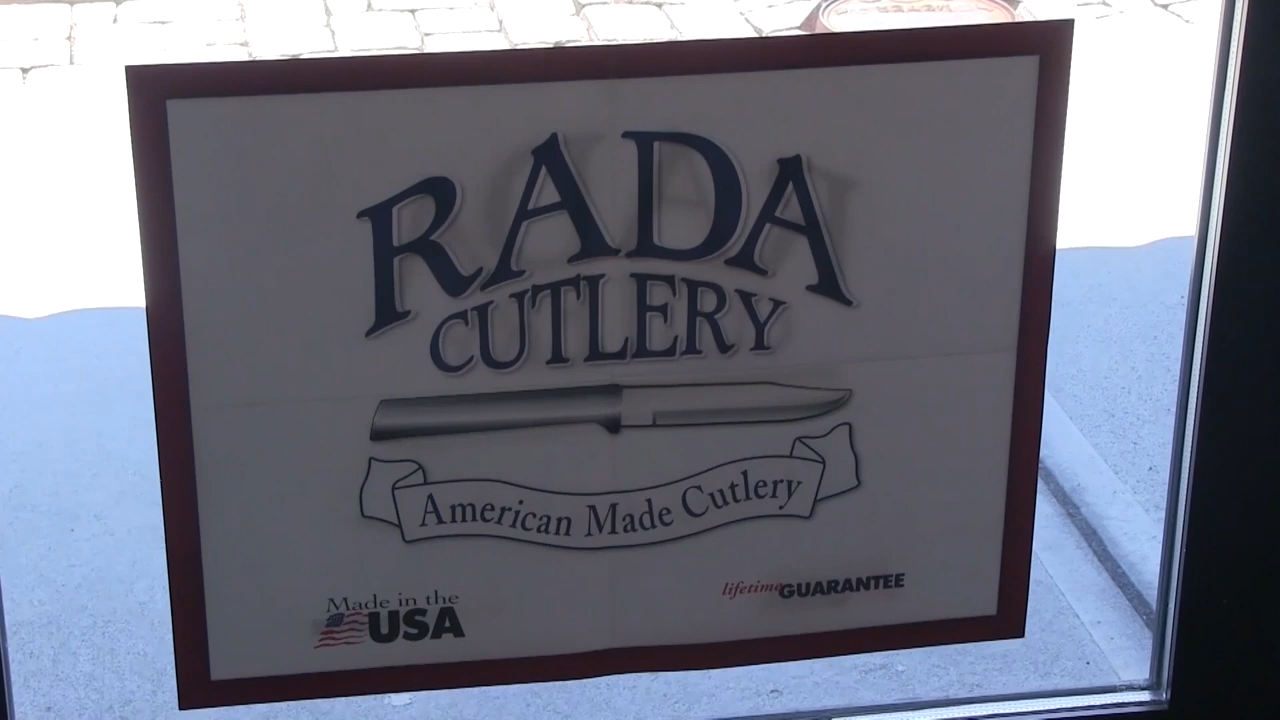 RADA
CUTLERY
American Made Cutlery
Made in the
USA
lifetime GUARANTEE